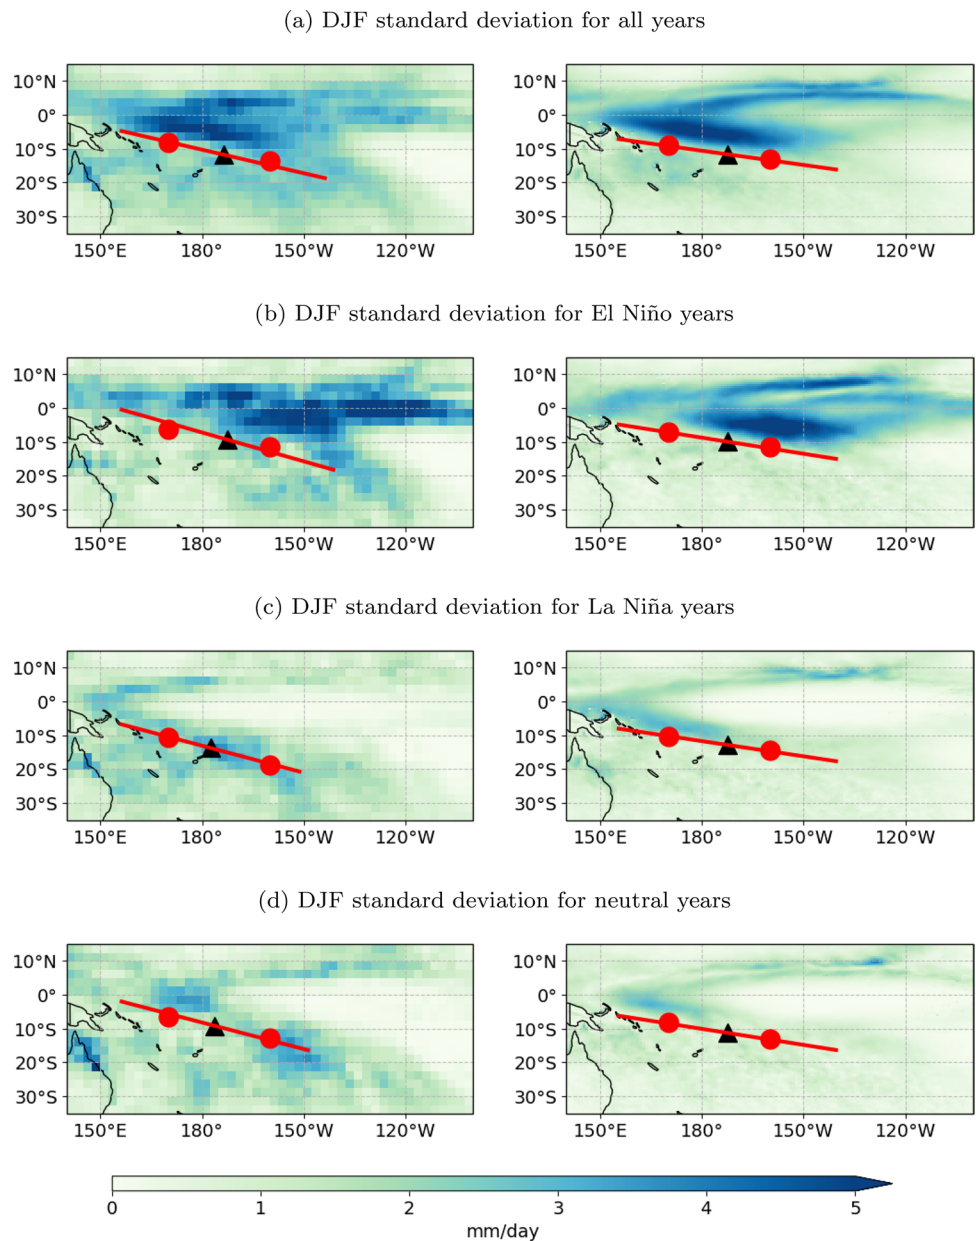 (a) DJF standard deviation for all years
10°N
0°
10°S
20°S
30°S
150°E 180° 150°W 120°W
10°N
0°
10°S
20°S
30°S
150°E 180° 150°W 120°W
(b) DJF standard deviation for El Niño years
10°N
0°
10°S
20°S
30°S
150°E 180° 150°W 120°W
10°N
0°
10°S
20°S
30°S
150°E 180° 150°W 120°W
(c) DJF standard deviation for La Niña years
10°N
0°
10°S
20°S
30°S
150°E 180° 150°W 120°W
10°N
0°
10°S
20°S
30°S
150°E 180° 150°W 120°W
(d) DJF standard deviation for neutral years
10°N
0°
10°S
20°S
30°S
150°E 180° 150°W 120°W
10°N
0°
10°S
20°S
30°S
150°E 180° 150°W 120°W
0 1 2 3 4 5
mm/day